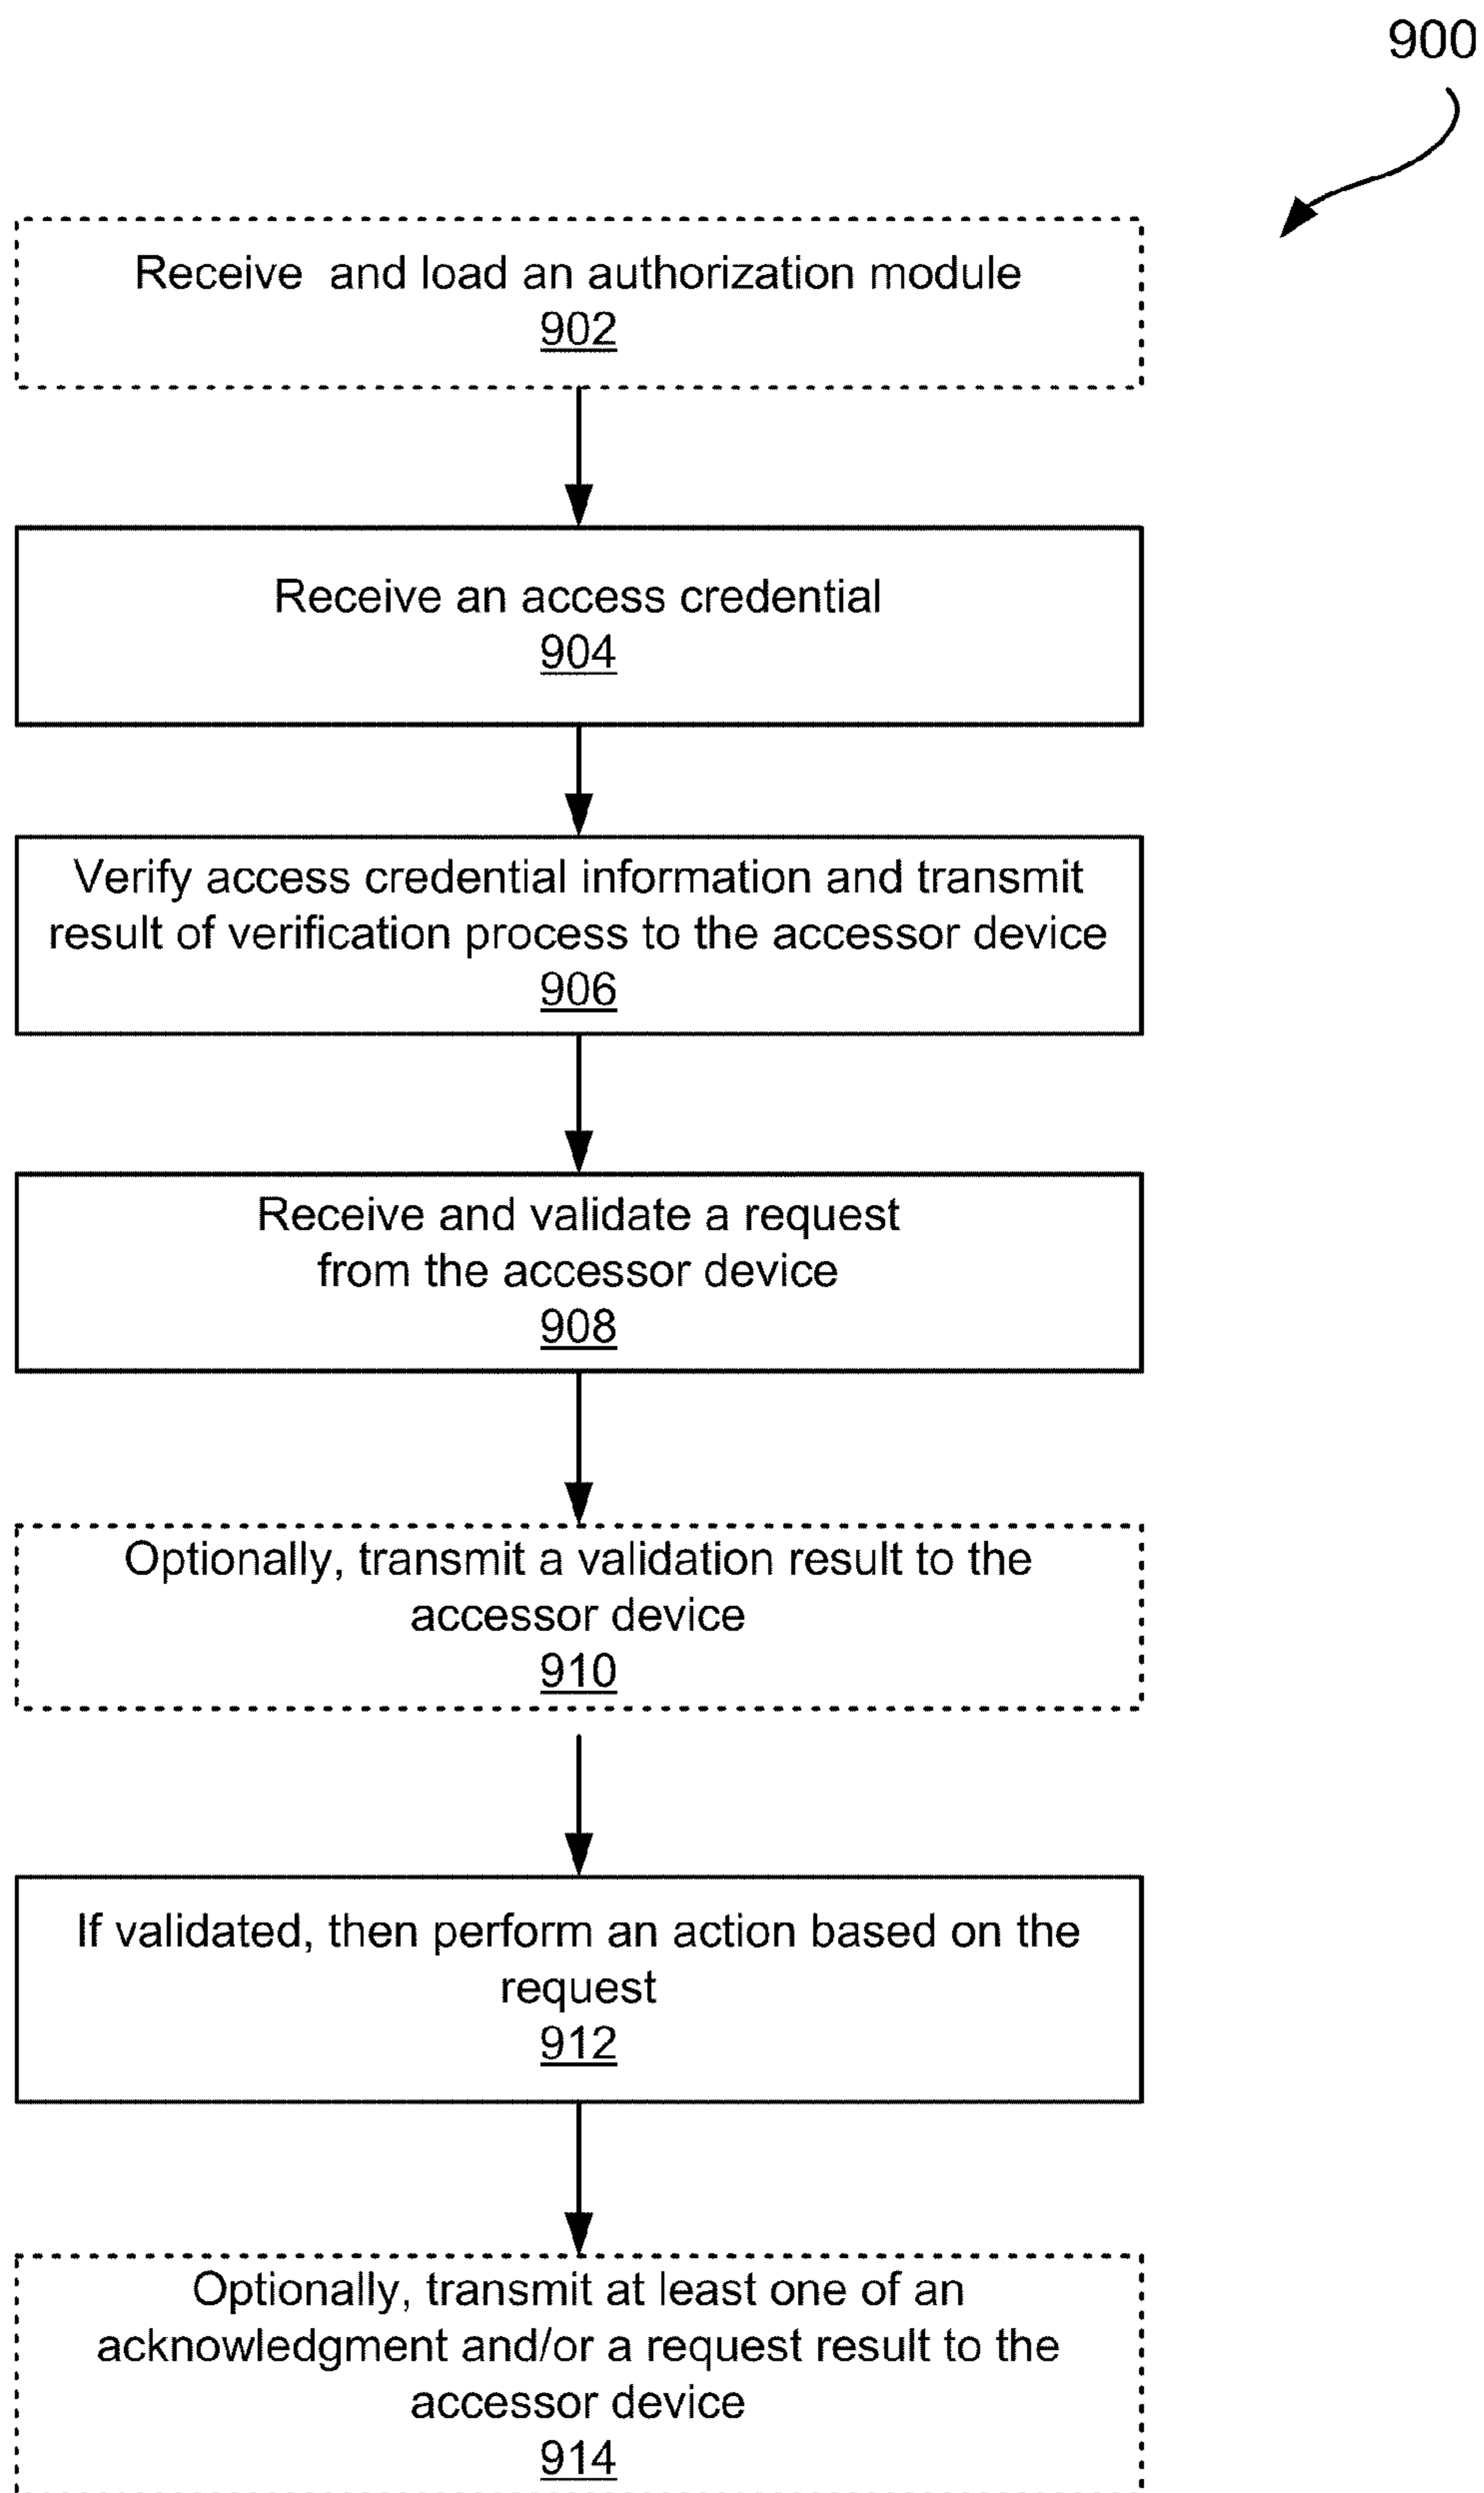 900
Receive and load an authorization module
902
Receive an access credential
904
Verify access credential information and transmit
result of verification process to the accessor device
906
Receive and validate a request
from the accessor device
908
Optionally, transmit a validation result to the
accessor device
910
If validated, then perform an action based on the
request
912
Optionally, transmit at least one of an
acknowledgment and/or a request result to the
accessor device
914